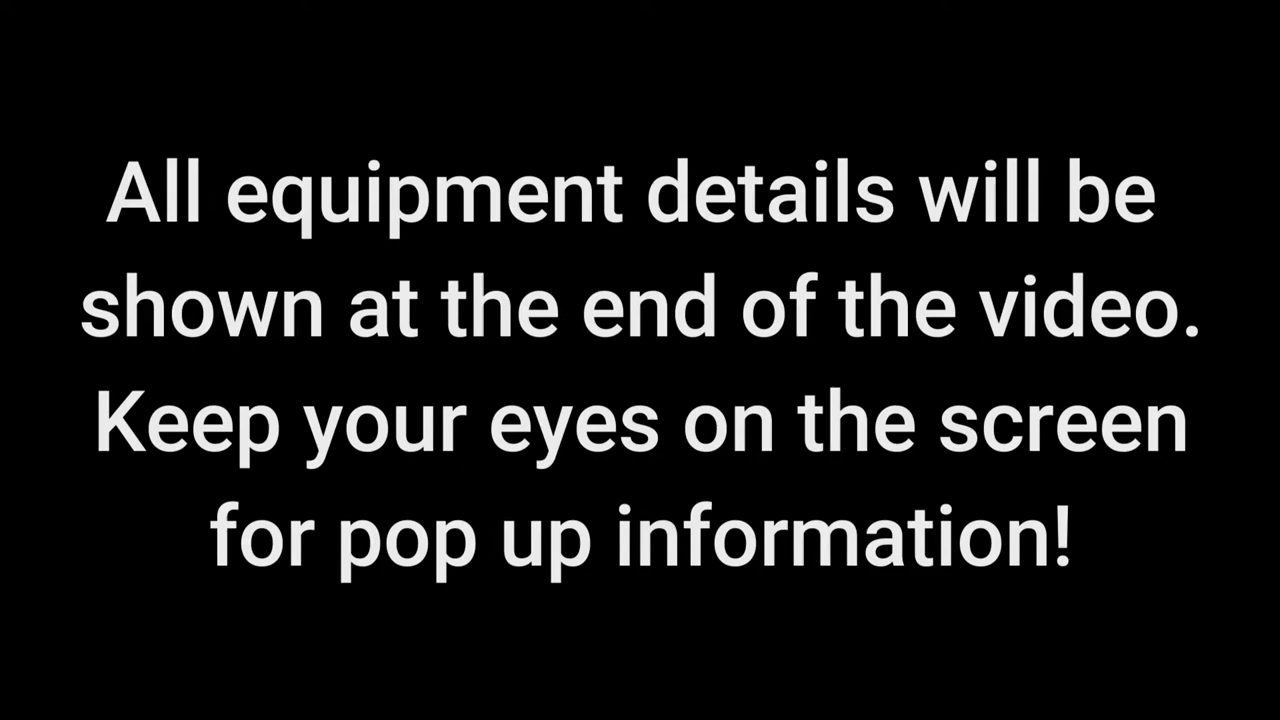 All equipment details will be
shown at the end of the video.
Keep your eyes on the screen
for pop up information!